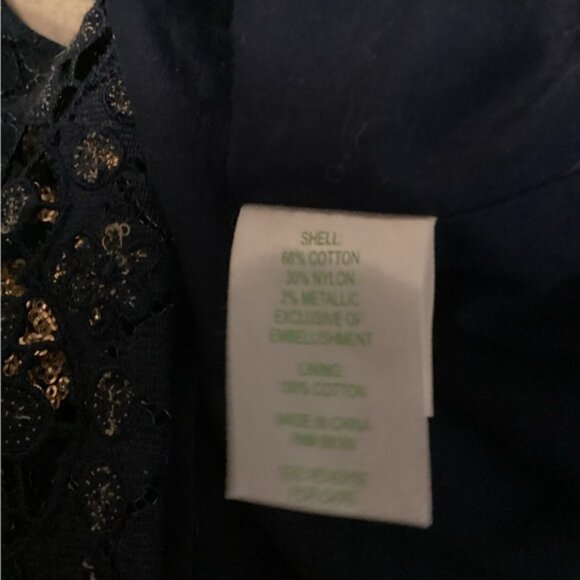 SHELL:
68% COTTON
30% NYLON
2% METALLIC
EXCLUSIVE OF
EMBELLISHMENT
LINING:
100% COTTON
MADE IN CHINA
SEE REVERSE
FOR CARE